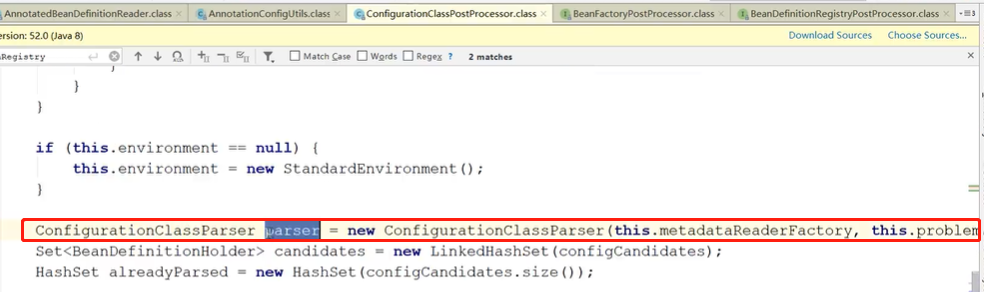 AnnotatedBeanDefinitionReader.class × AnnotationConfigUtils.class × ConfigurationClassPostProcessor.class × BeanFactoryPostProcessor.class × BeanDefinitionRegistryPostProcessor.class × 3
ersion: 52.0 (Java 8) Download Sources Choose Sources...
Registry Match Case Words Regex ? 2 matches
}
}
}
if (this.environment == null) {
this.environment = new StandardEnvironment();
}
ConfigurationClassParser parser = new ConfigurationClassParser(this.metadataReaderFactory, this.problem
Set<BeanDefinitionHolder> candidates = new LinkedHashSet(configCandidates);
HashSet alreadyParsed = new HashSet(configCandidates.size());